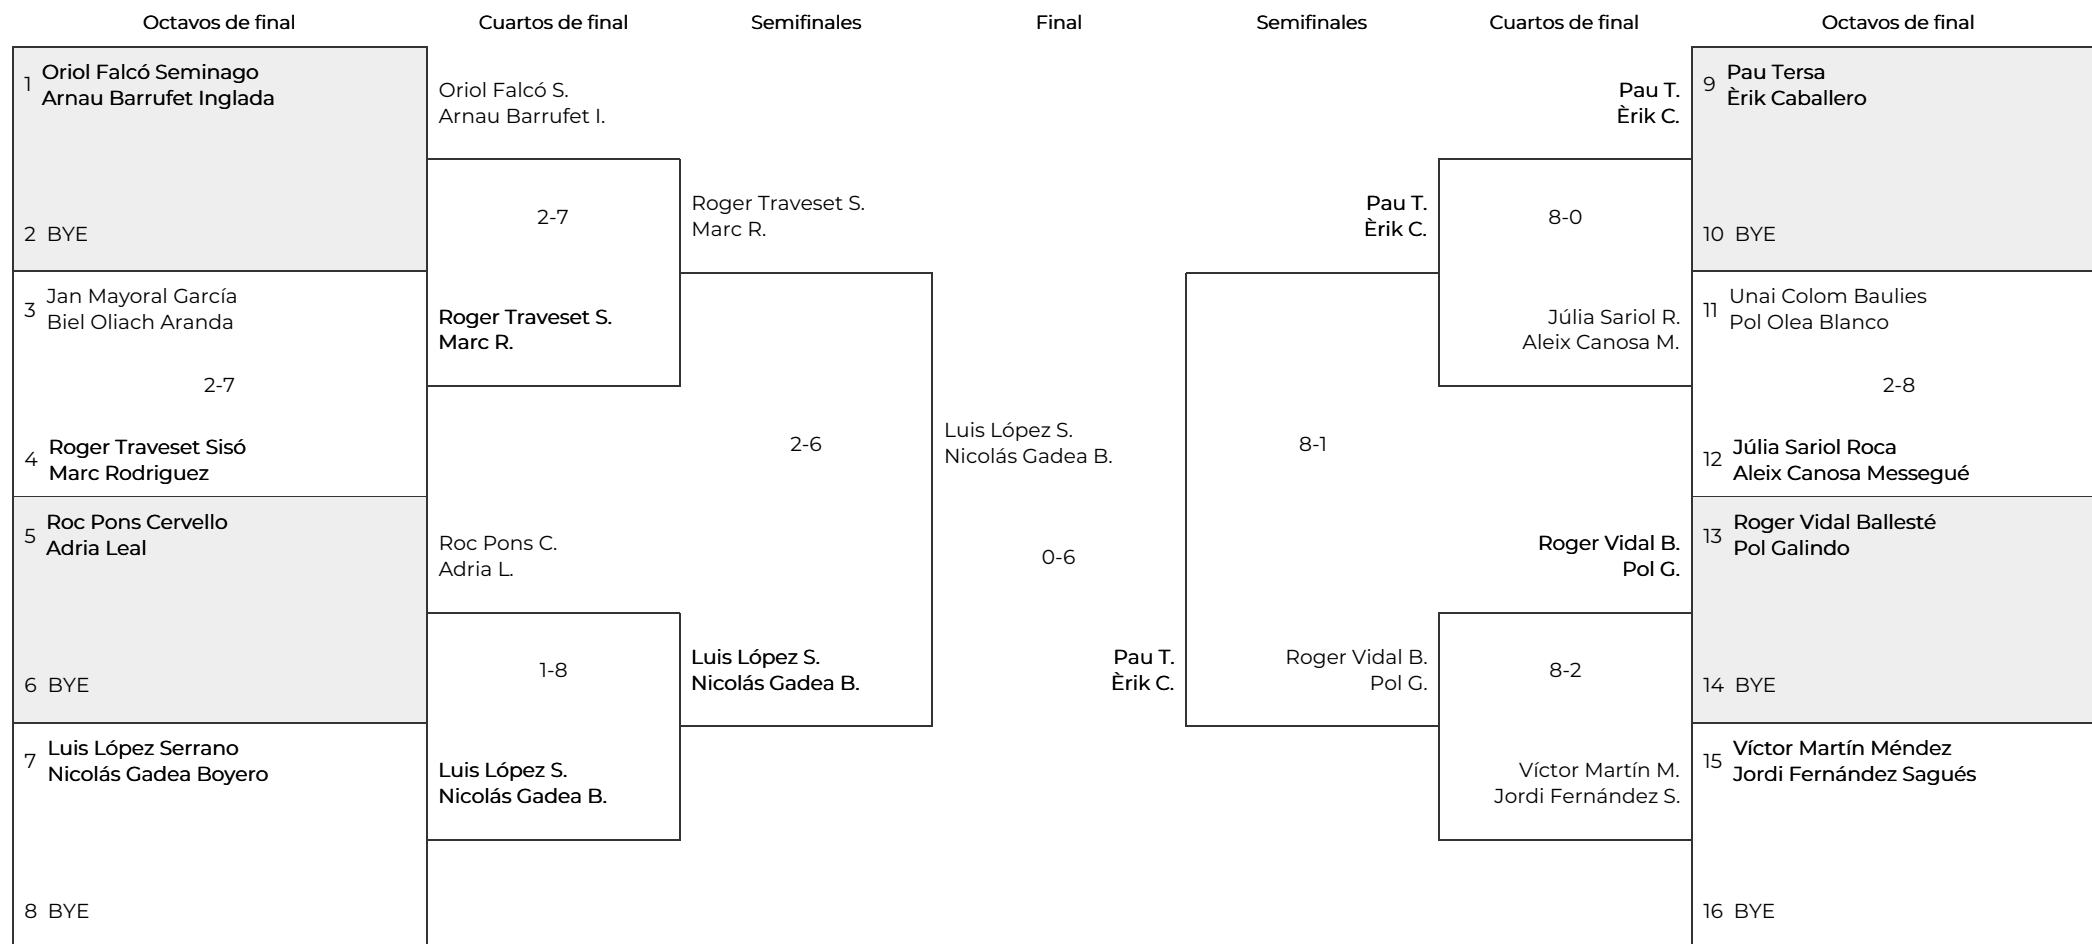 Octavos de final
Cuartos de final
Semifinales
Final
Semifinales
Cuartos de final
Octavos de final
1 Oriol Falcó Seminago
Arnau Barrufet Inglada
2 BYE
3 Jan Mayoral García
Biel Oliach Aranda
2-7
4 Roger Traveset Sisó
Marc Rodriguez
5 Roc Pons Cervello
Adria Leal
6 BYE
7 Luis López Serrano
Nicolás Gadea Boyero
8 BYE
Oriol Falcó S.
Arnau Barrufet I.
2-7
Roger Traveset S.
Marc R.
Roc Pons C.
Adria L.
1-8
Luis López S.
Nicolás Gadea B.
Roger Traveset S.
Marc R.
2-6
Luis López S.
Nicolás Gadea B.
Luis López S.
Nicolás Gadea B.
0-6
Pau T.
Èrik C.
Pau T.
Èrik C.
8-1
Roger Vidal B.
Pol G.
Pau T.
Èrik C.
8-0
Júlia Sariol R.
Aleix Canosa M.
Roger Vidal B.
Pol G.
8-2
Víctor Martín M.
Jordi Fernández S.
9 Pau Tersa
Èrik Caballero
10 BYE
11 Unai Colom Baulies
Pol Olea Blanco
2-8
12 Júlia Sariol Roca
Aleix Canosa Messegué
13 Roger Vidal Ballesté
Pol Galindo
14 BYE
15 Víctor Martín Méndez
Jordi Fernández Sagués
16 BYE